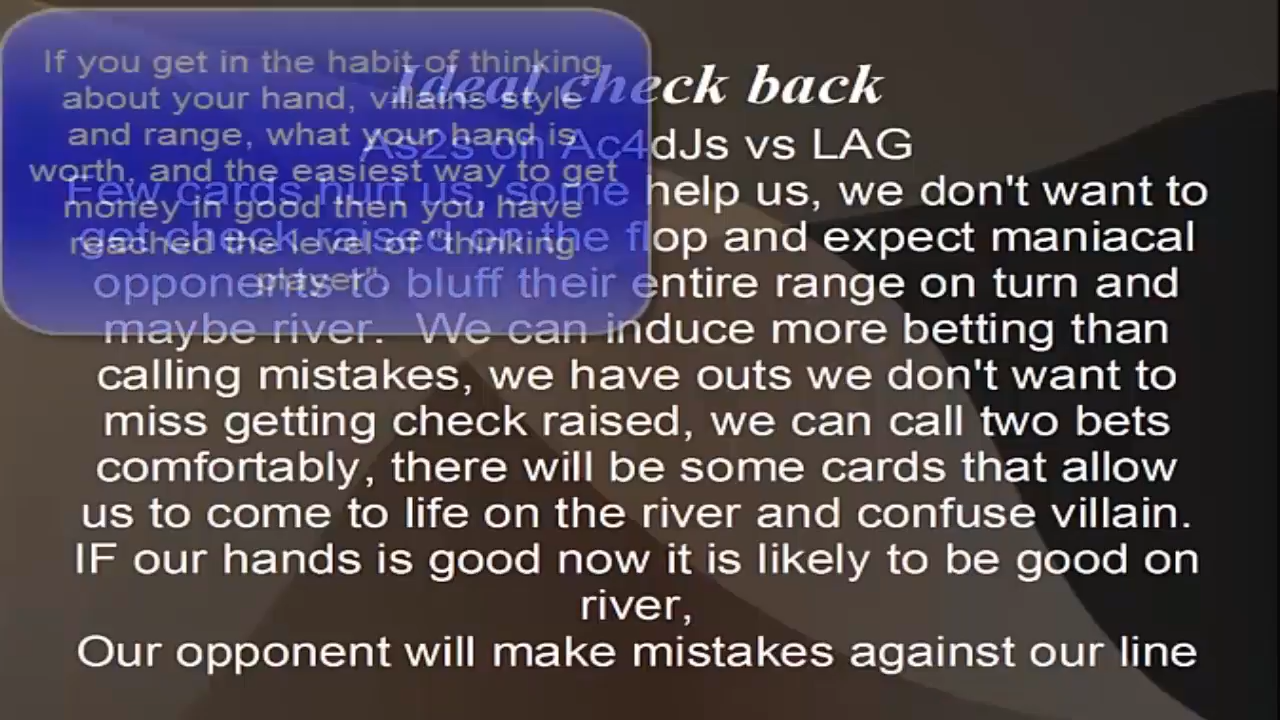 If you get in the habit of thinking
about your hand, villains style
and range, what your hand is
worth, and the easiest way to get
money in good then you have
reached the level of "thinking
player".
Ideal check back
As2s on Ac4dJs vs LAG
Few cards hurt us, some help us, we don't want to
get check raised on the flop and expect maniacal
opponents to bluff their entire range on turn and
maybe river. We can induce more betting than
calling mistakes, we have outs we don't want to
miss getting check raised, we can call two bets
comfortably, there will be some cards that allow
us to come to life on the river and confuse villain.
IF our hands is good now it is likely to be good on
river,
Our opponent will make mistakes against our line